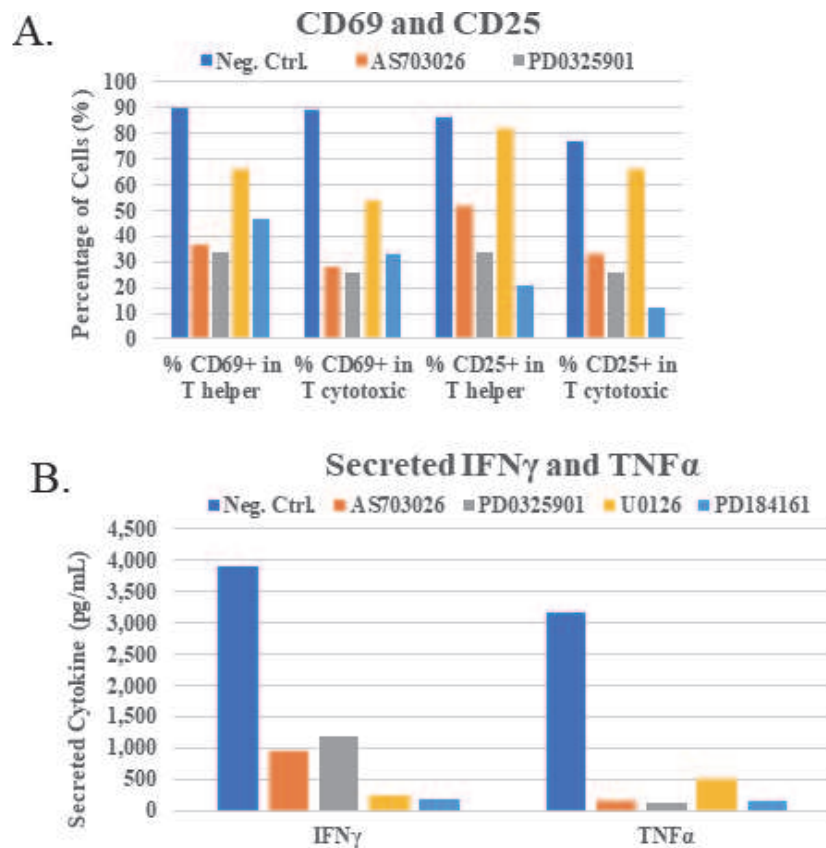 A.
CD69 and CD25
Neg. Ctrl. AS703026 PD0325901
Percentage of Cells (%)
100
90
80
70
60
50
40
30
20
10
0
% CD69+ in % CD69+ in % CD25+ in % CD25+ in
T helper T cytotoxic T helper T cytotoxic
B.
Secreted IFNγ and TNFα
Neg. Ctrl. AS703026 PD0325901 U0126 PD184161
Secreted Cytokine (pg/mL)
4,500
4,000
3,500
3,000
2,500
2,000
1,500
1,000
500
0
IFNγ TNFα